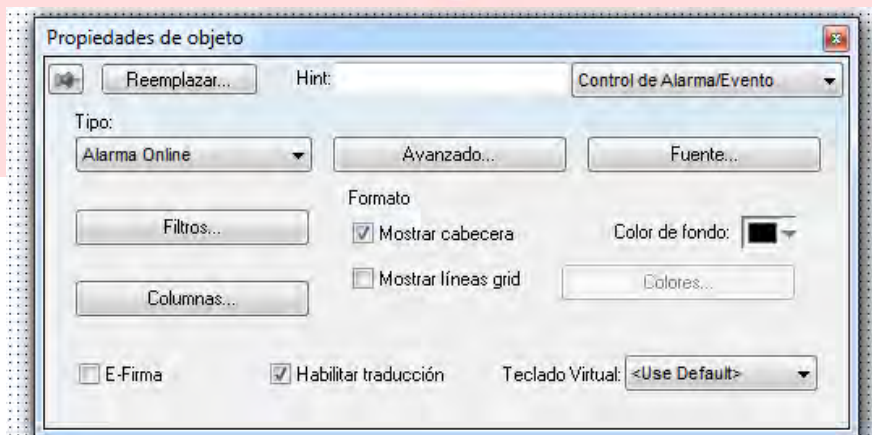 Propiedades de objeto
Reemplazar... Hint: Control de Alarma/Evento
Tipo:
Alarma Online Avanzado... Fuente...
Formato
Filtros... Mostrar cabecera Color de fondo:
Mostrar líneas grid Colores...
Columnas...
E-Firma Habilitar traducción Teclado Virtual: <Use Default>